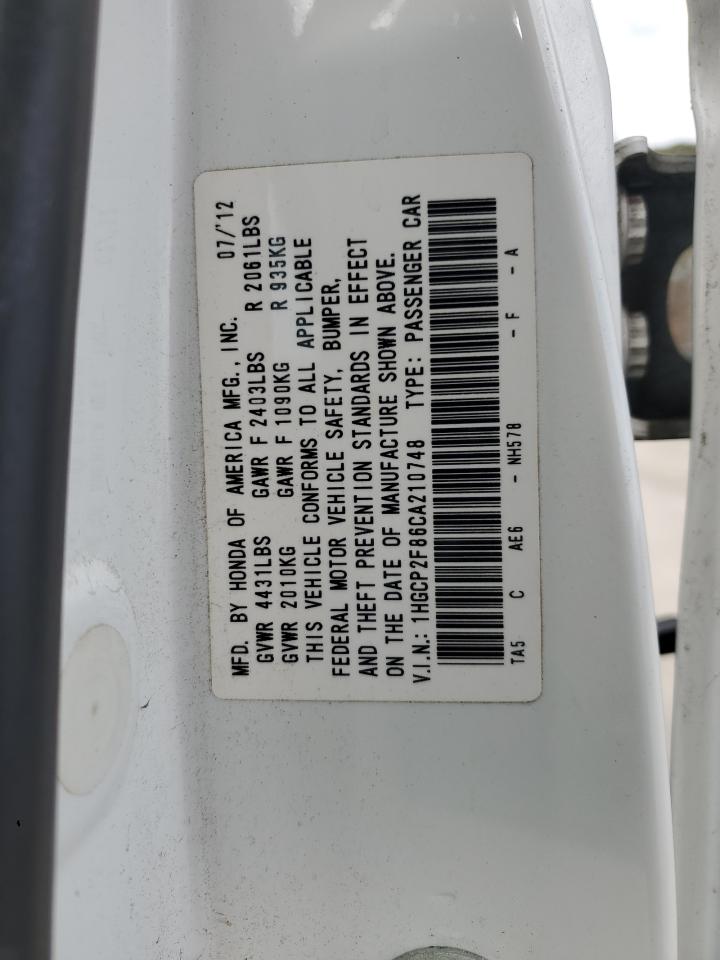 MFD. BY HONDA OF AMERICA MFG., INC. 07/'12
GVWR 4431LBS GAWR F 2403LBS R 2061LBS
GVWR 2010KG GAWR F 1090KG R 935KG
THIS VEHICLE CONFORMS TO ALL APPLICABLE
FEDERAL MOTOR VEHICLE SAFETY, BUMPER,
AND THEFT PREVENTION STANDARDS IN EFFECT
ON THE DATE OF MANUFACTURE SHOWN ABOVE.
V.I.N.: 1HGCP2F86CA210748 TYPE: PASSENGER CAR
TA5 C AE6 - NH578 - F - A